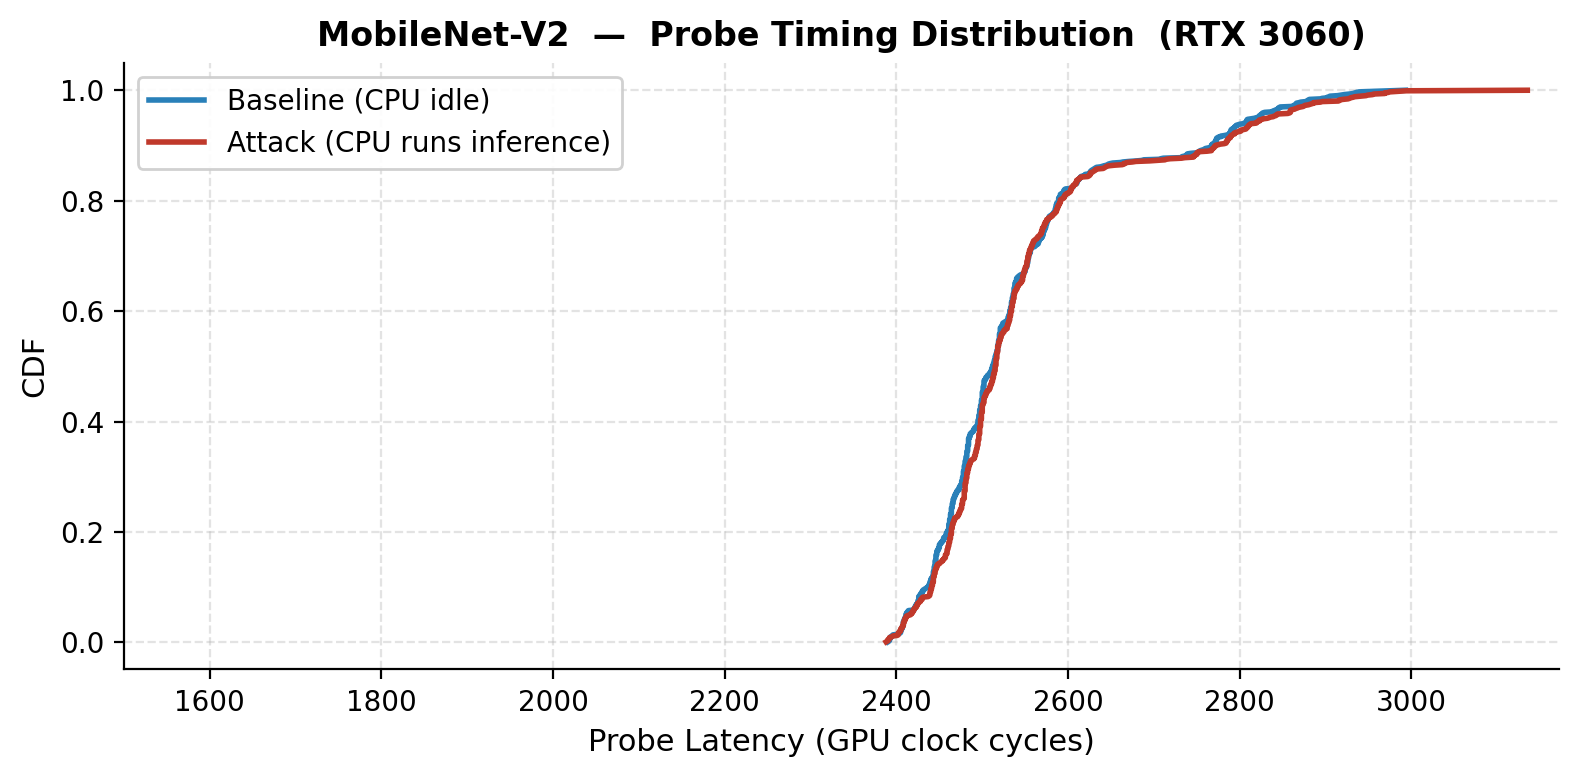 MobileNet-V2 — Probe Timing Distribution (RTX 3060)
Baseline (CPU idle)
Attack (CPU runs inference)
CDF
1.0
0.8
0.6
0.4
0.2
0.0
1600 1800 2000 2200 2400 2600 2800 3000
Probe Latency (GPU clock cycles)